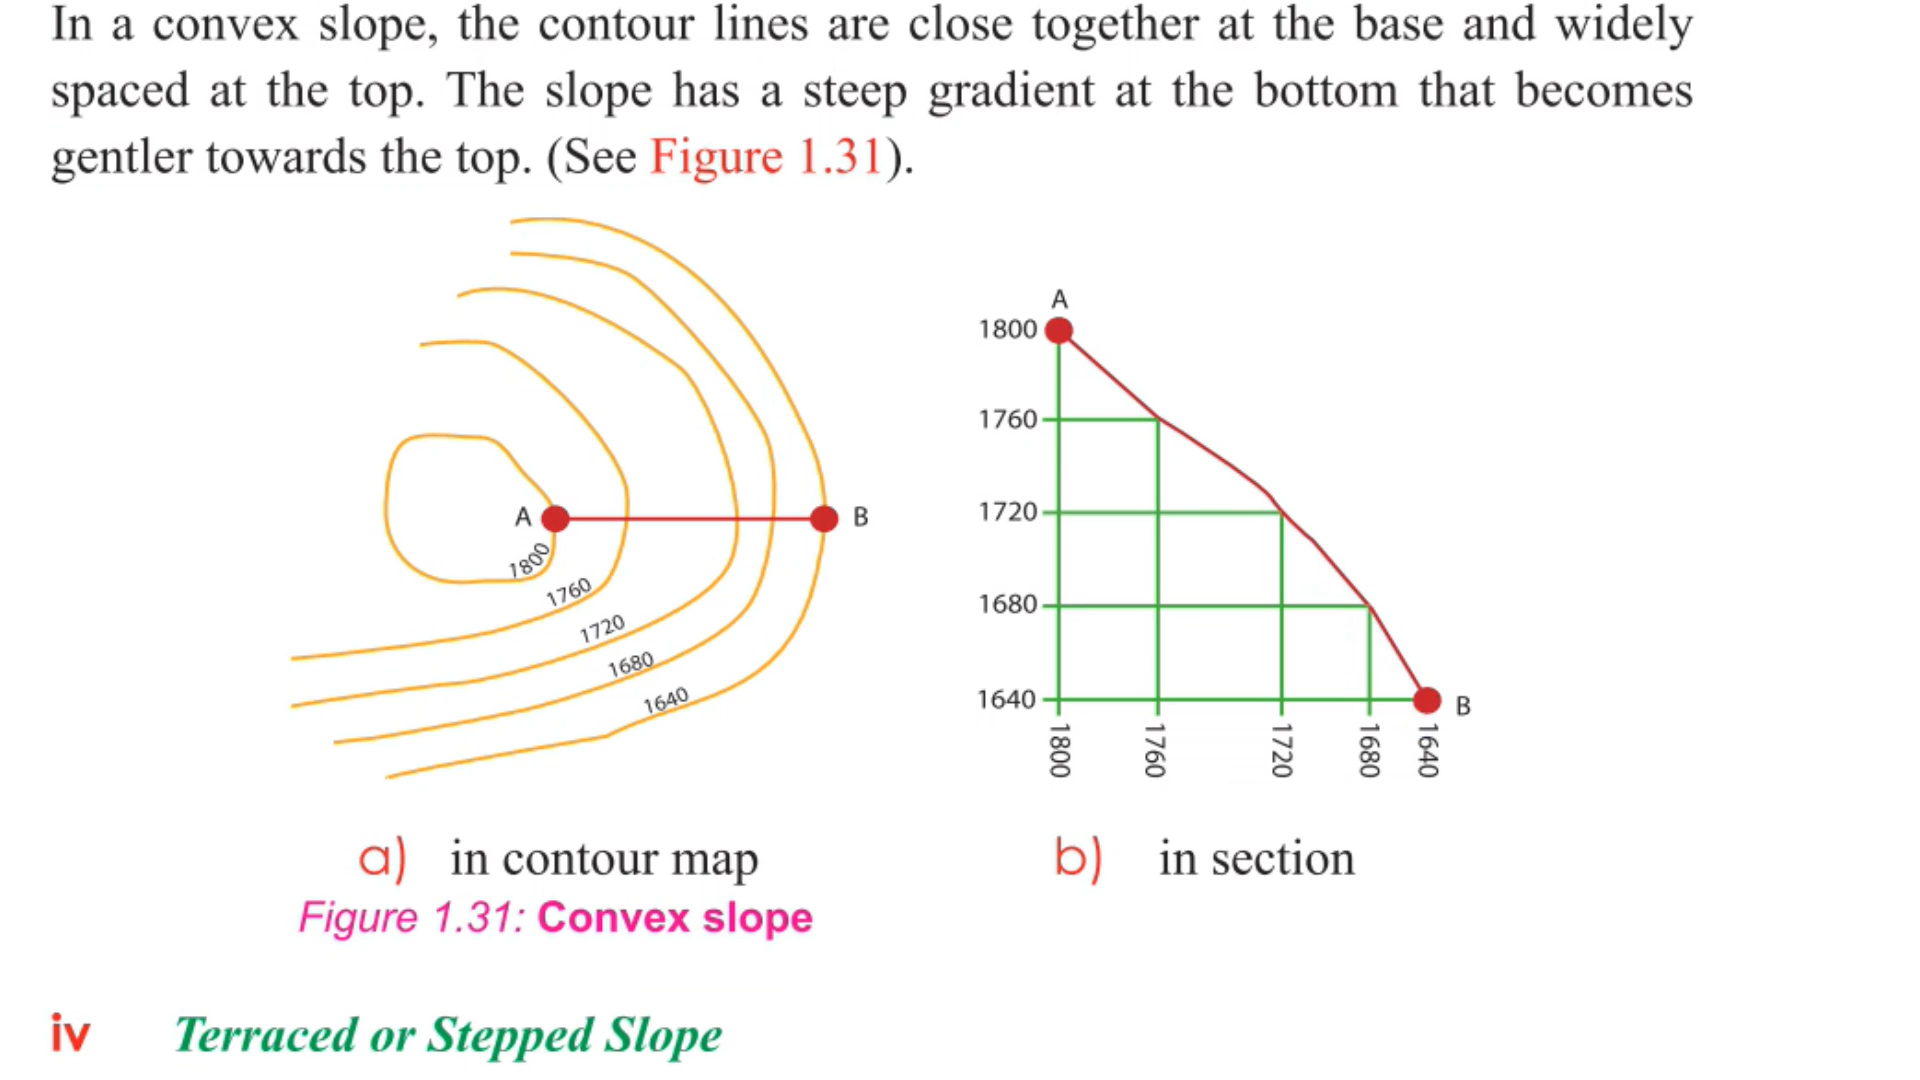 In a convex slope, the contour lines are close together at the base and widely
spaced at the top. The slope has a steep gradient at the bottom that becomes
gentler towards the top. (See Figure 1.31).
A
B
1800
1760
1720
1680
1640
A
1800
1760
1720
1680
1640
B
1800
1760
1720
1680
1640
a) in contour map
b) in section
Figure 1.31: Convex slope
iv Terraced or Stepped Slope